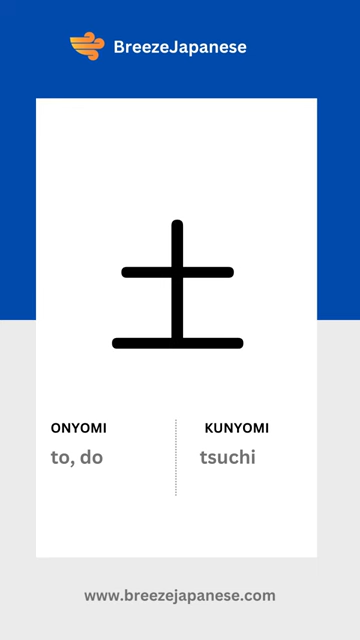 BreezeJapanese
土
ONYOMI
to, do
KUNYOMI
tsuchi
www.breezejapanese.com